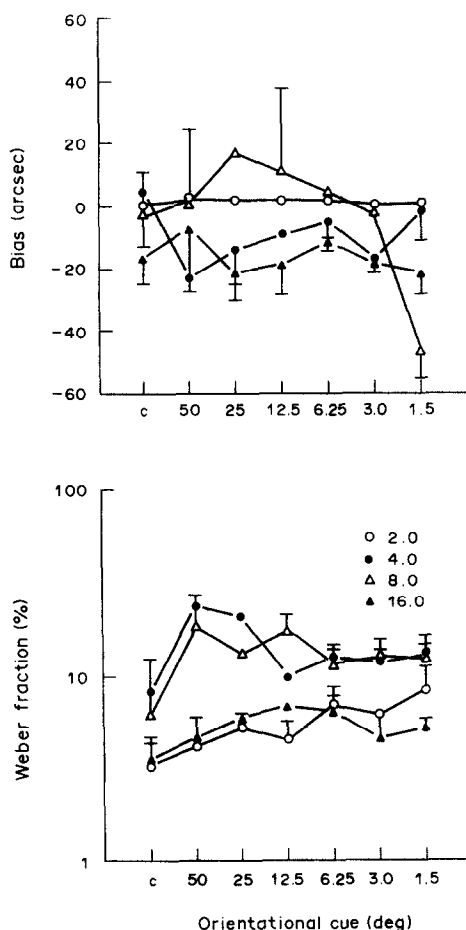 60
40
20
0
-20
-40
-60
Bias (arcsec)
c 50 25 12.5 6.25 3.0 1.5
100
10
1
Weber fraction (%)
2.0
4.0
8.0
16.0
c 50 25 12.5 6.25 3.0 1.5
Orientational cue (deg)